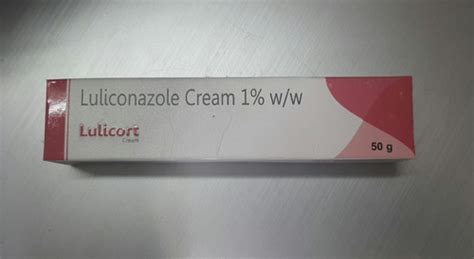 Luliconazole Cream 1% w/w
Lulicort
Cream
50 g